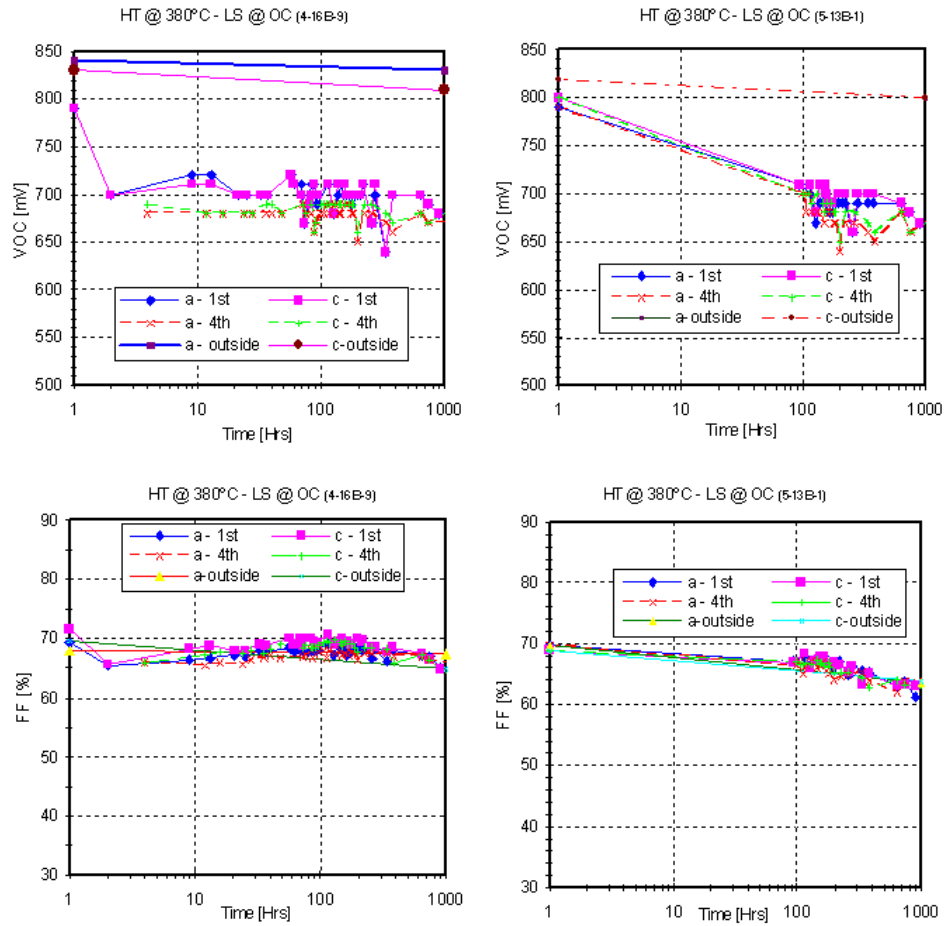 HT @ 380ºC - LS @ OC (4-16B-9)
850
800
750
700
650
600
550
500
VOC [mV]
a - 1st
c - 1st
a - 4th
c - 4th
a - outside
c-outside
1
10
100
1000
Time [Hrs]
HT @ 380ºC - LS @ OC (5-13B-1)
850
800
750
700
650
600
550
500
VOC [mV]
a - 1st
c - 1st
a - 4th
c - 4th
a- outside
c-outside
1
10
100
1000
Time [Hrs]
HT @ 380ºC - LS @ OC (4-16B-9)
90
80
70
60
50
40
30
FF [%]
a - 1st
c - 1st
a - 4th
c - 4th
a-outside
c-outside
1
10
100
1000
Time [Hrs]
HT @ 380ºC - LS @ OC (5-13B-1)
90
80
70
60
50
40
30
FF [%]
a - 1st
c - 1st
a - 4th
c - 4th
a-outside
c-outside
1
10
100
1000
Time [Hrs]